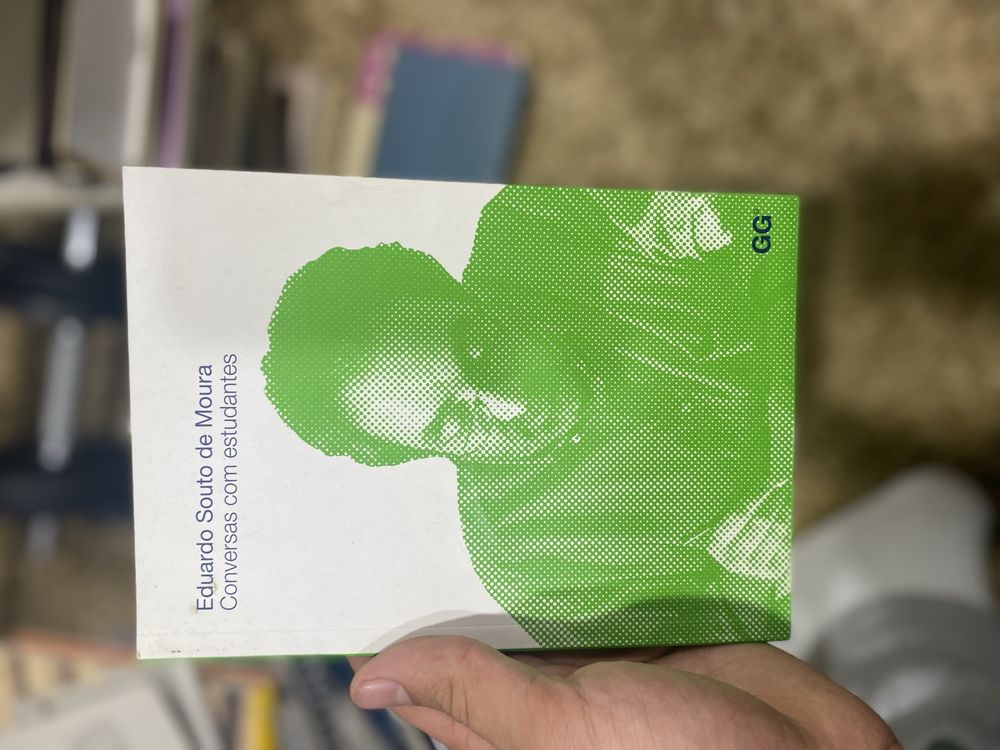 Eduardo Souto de Moura
Conversas com estudantes
GG